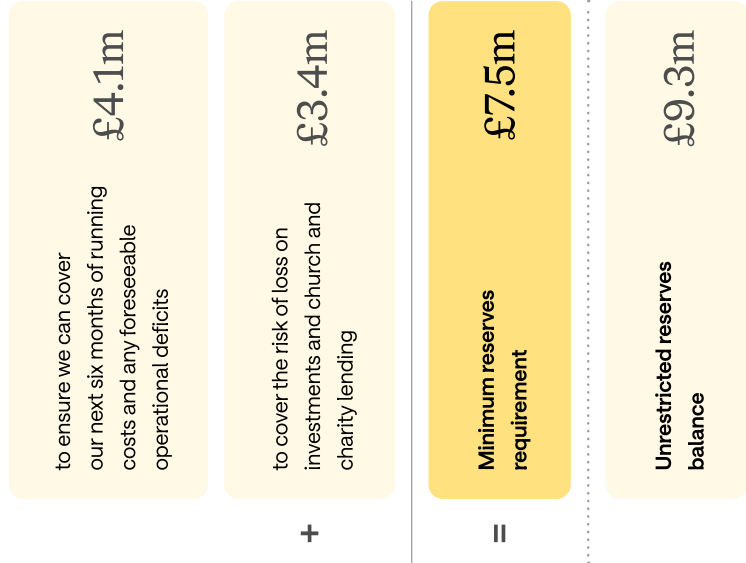 to ensure we can cover
our next six months of running
costs and any foreseeable
operational deficits
£4.1m
+
to cover the risk of loss on
investments and church and
charity lending
£3.4m
=
Minimum reserves
requirement
£7.5m
Unrestricted reserves
balance
£9.3m